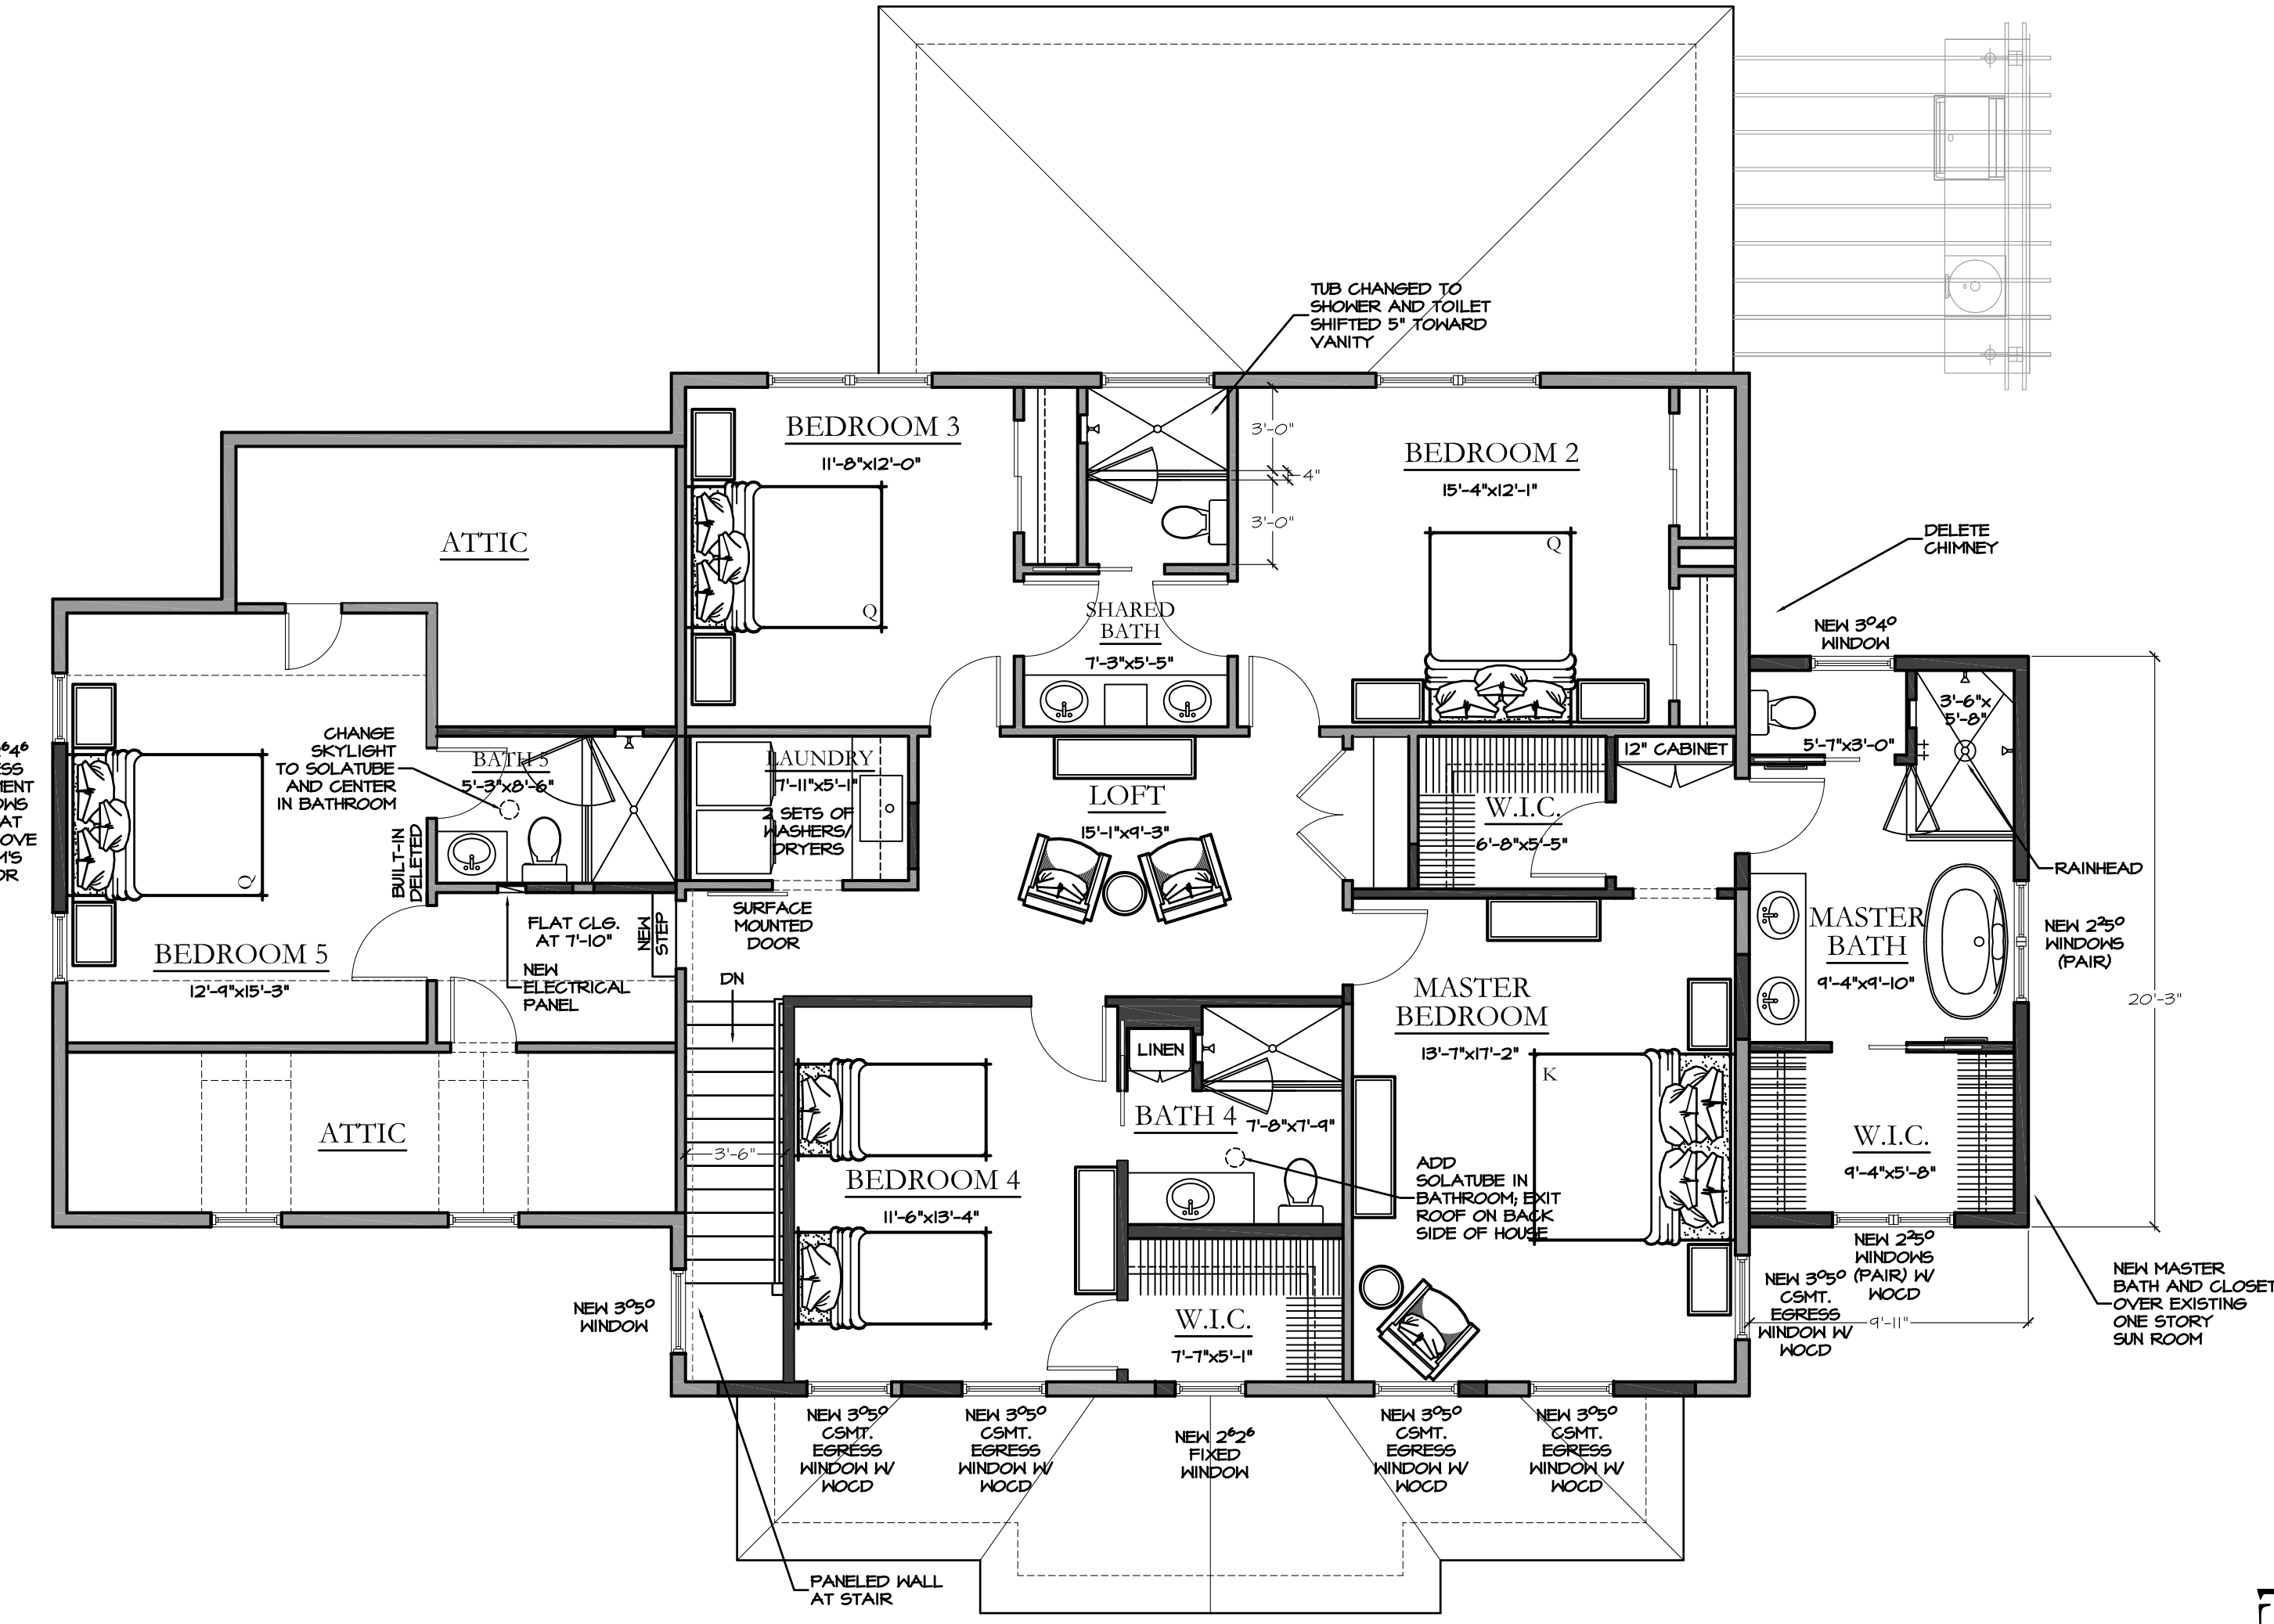 TUB CHANGED TO
SHOWER AND TOILET
SHIFTED 5" TOWARD
VANITY
BEDROOM 3
11'-8"x12'-0"
3'-0"
4"
3'-0"
BEDROOM 2
15'-4"x12'-1"
Q
Q
ATTIC
DELETE
CHIMNEY
SHARED
BATH
7'-3"x5'-5"
NEW 3⁰4⁰
WINDOW
3'-6"x
5'-8"
5'-7"x3'-0"
12" CABINET
CHANGE
SKYLIGHT
TO SOLATUBE
AND CENTER
IN BATHROOM
BATH 5
5'-3"x8'-6"
LAUNDRY
7'-11"x5'-1"
2 SETS OF
WASHERS/
DRYERS
LOFT
15'-1"x9'-3"
W.I.C.
6'-8"x5'-5"
BUILT-IN
DELETED
Q
RAINHEAD
FLAT CLG.
AT 7'-10"
NEW
STEP
SURFACE
MOUNTED
DOOR
MASTER
BATH
9'-4"x9'-10"
NEW 2²5⁰
WINDOWS
(PAIR)
BEDROOM 5
12'-9"x15'-3"
NEW
ELECTRICAL
PANEL
DN
MASTER
BEDROOM
13'-7"x17'-2"
20'-3"
LINEN
K
ATTIC
3'-6"
BATH 4
7'-8"x7'-9"
BEDROOM 4
11'-6"x13'-4"
ADD
SOLATUBE IN
BATHROOM; EXIT
ROOF ON BACK
SIDE OF HOUSE
W.I.C.
9'-4"x5'-8"
NEW 2²5⁰
WINDOWS
(PAIR) W/
WOCD
NEW 3⁰5⁰
CSMT.
EGRESS
WINDOW W/
WOCD
9'-11"
NEW MASTER
BATH AND CLOSET
OVER EXISTING
ONE STORY
SUN ROOM
NEW 3⁰5⁰
WINDOW
W.I.C.
7'-7"x5'-1"
NEW 3⁰5⁰
CSMT.
EGRESS
WINDOW W/
WOCD
NEW 3⁰5⁰
CSMT.
EGRESS
WINDOW W/
WOCD
NEW 2⁶2⁶
FIXED
WINDOW
NEW 3⁰5⁰
CSMT.
EGRESS
WINDOW W/
WOCD
NEW 3⁰5⁰
CSMT.
EGRESS
WINDOW W/
WOCD
PANELED WALL
AT STAIR